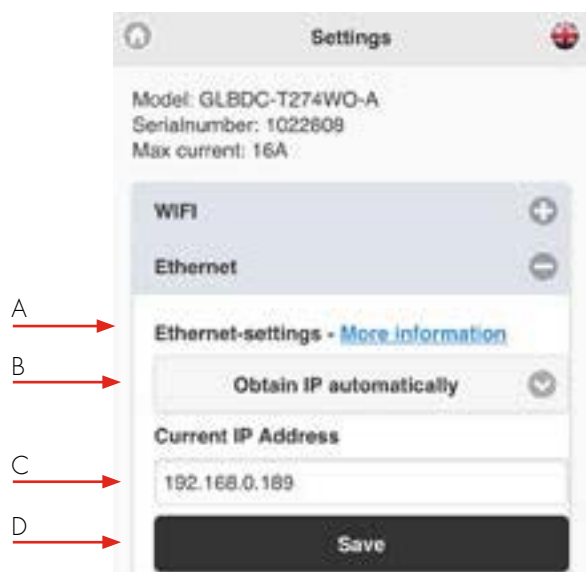 Settings
Model: GLBDC-T274WO-A
Serialnumber: 1022608
Max current: 16A
WIFI
Ethernet
A
Ethernet-settings - More information
B
Obtain IP automatically
Current IP Address
C
192.168.0.189
D
Save